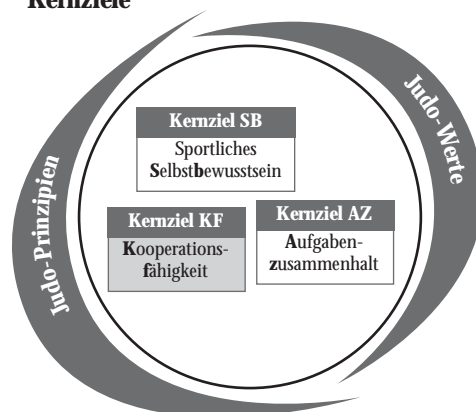 Kernziele
Judo-Werte
Kernziel SB
Sportliches
Selbstbewusstsein
Judo-Prinzipien
Kernziel KF
Kooperations-
fähigkeit
Kernziel AZ
Aufgaben-
zusammenhalt